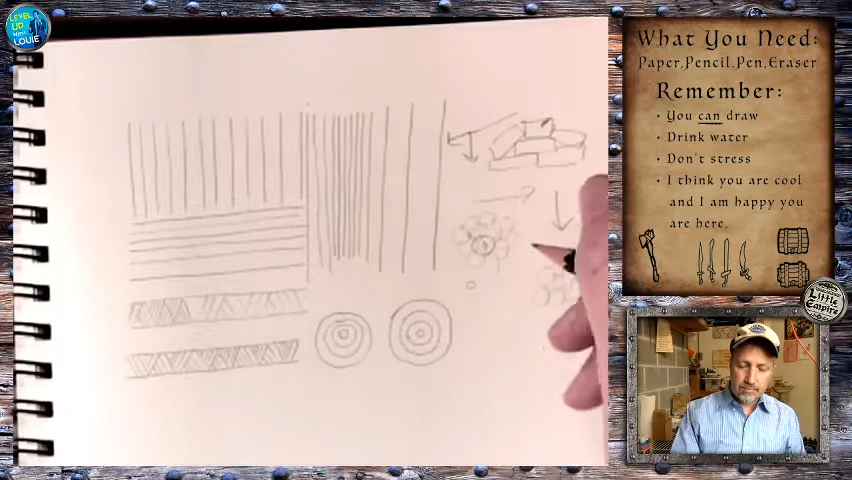 LEVEL
UP
WITH
LOUIE
What You Need:
Paper,Pencil,Pen,Eraser
Remember:
• You can draw
• Drink water
• Don't stress
• I think you are cool
and I am happy you
are here.
Little
Empire